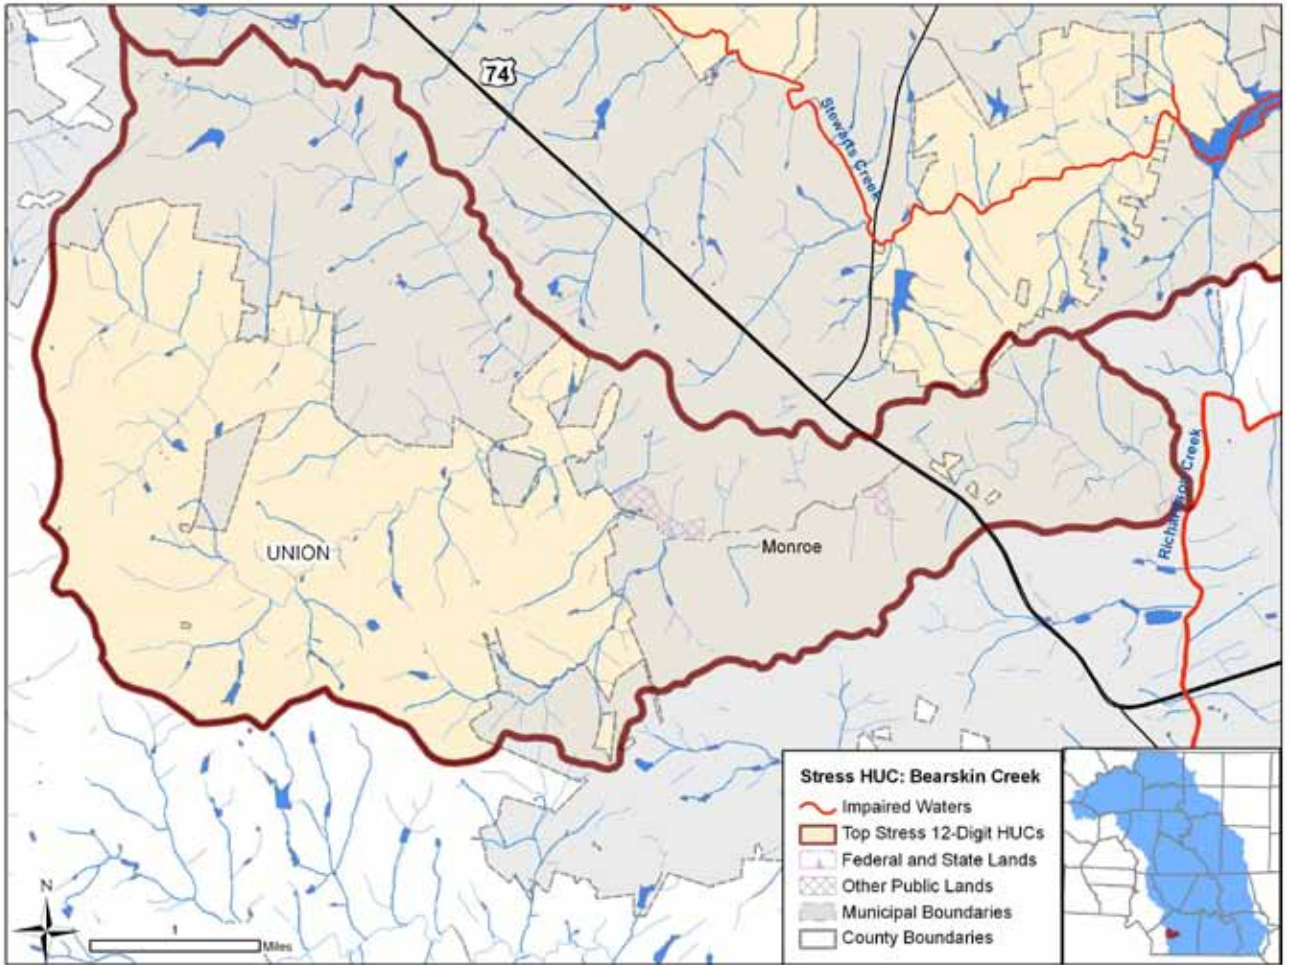 74
Stewarts Creek
Richardson Creek
UNION
Monroe
Stress HUC: Bearskin Creek
Impaired Waters
Top Stress 12-Digit HUCs
Federal and State Lands
Other Public Lands
Municipal Boundaries
County Boundaries
N
1
Miles